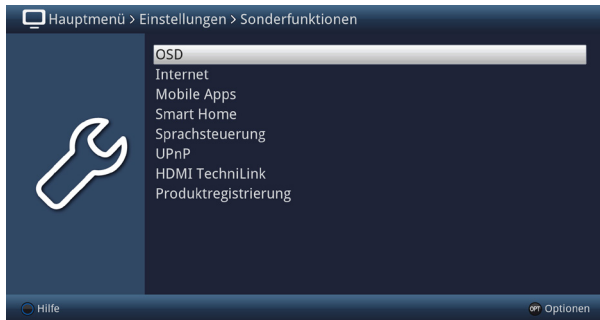 Hauptmenü > Einstellungen > Sonderfunktionen
OSD
Internet
Mobile Apps
Smart Home
Sprachsteuerung
UPnP
HDMI TechniLink
Produktregistrierung
Hilfe
OPT Optionen